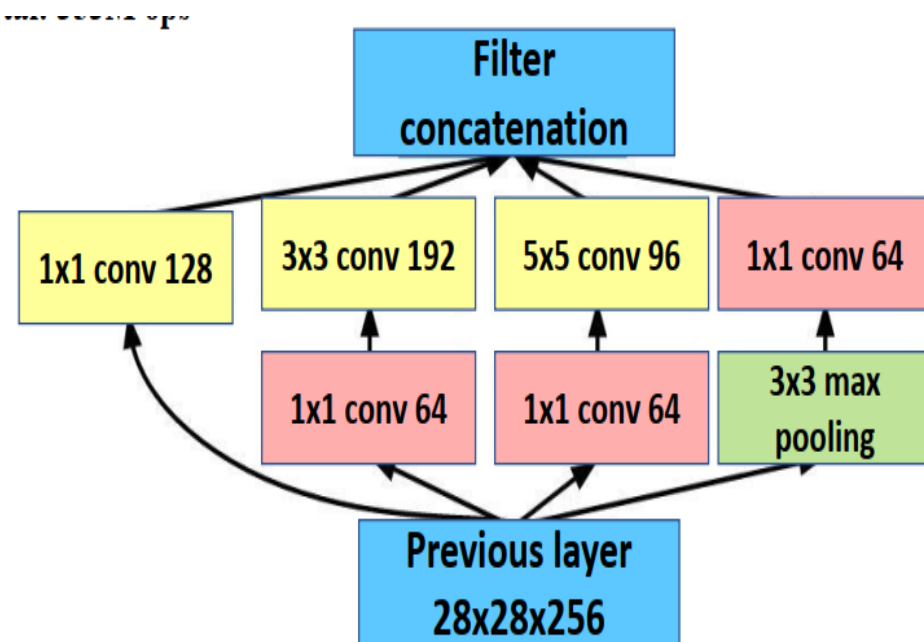 Filter
concatenation
1x1 conv 128
3x3 conv 192
5x5 conv 96
1x1 conv 64
1x1 conv 64
1x1 conv 64
3x3 max
pooling
Previous layer
28x28x256